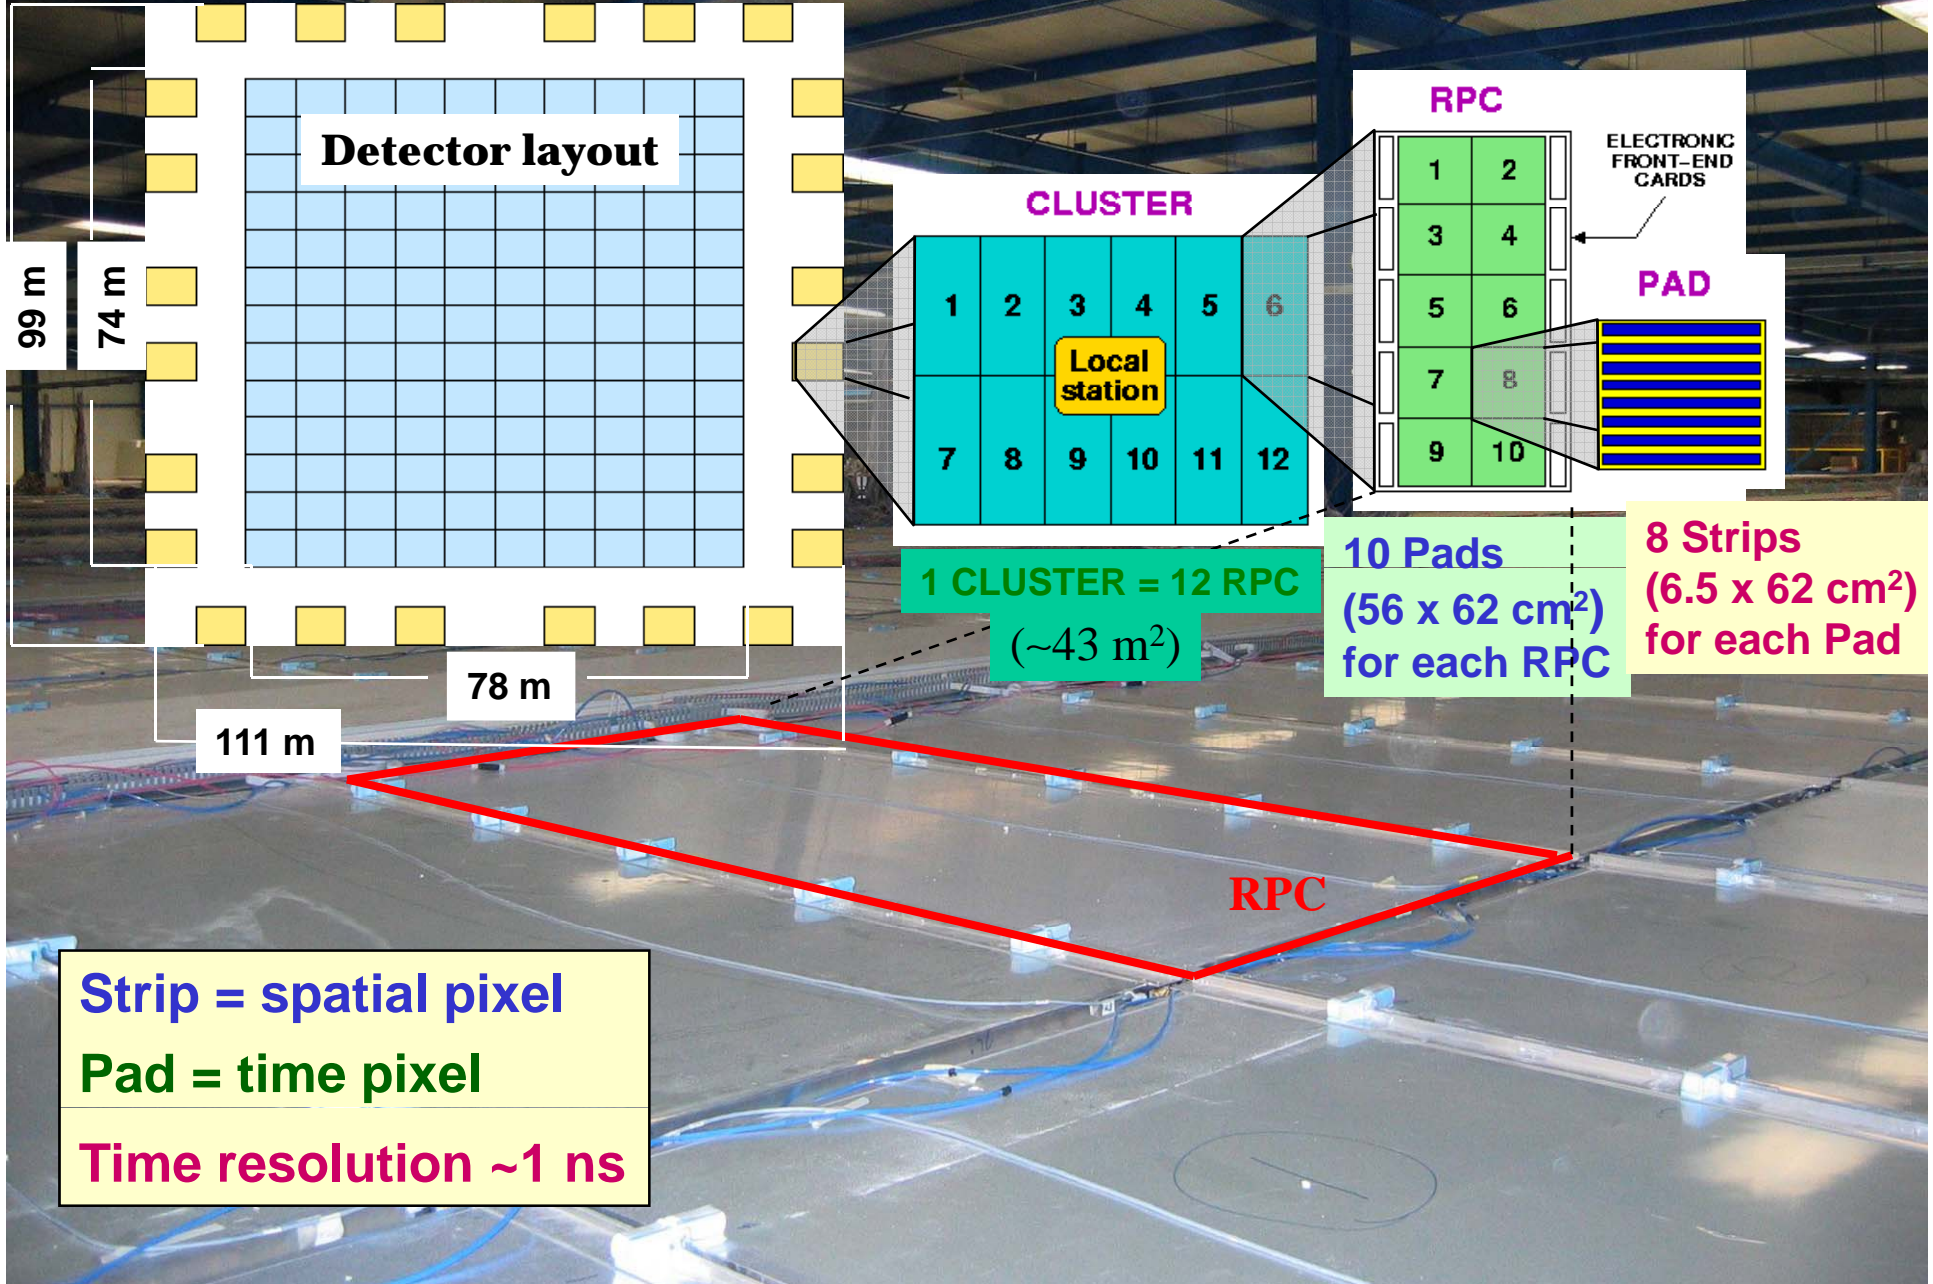 Detector layout
99 m
74 m
78 m
111 m
CLUSTER
1 2 3 4 5 6
Local
station
7 8 9 10 11 12
RPC
1 2
3 4
5 6
7 8
9 10
ELECTRONIC
FRONT-END
CARDS
PAD
1 CLUSTER = 12 RPC
(~43 m²)
10 Pads
(56 x 62 cm²)
for each RPC
8 Strips
(6.5 x 62 cm²)
for each Pad
RPC
Strip = spatial pixel
Pad = time pixel
Time resolution ~1 ns